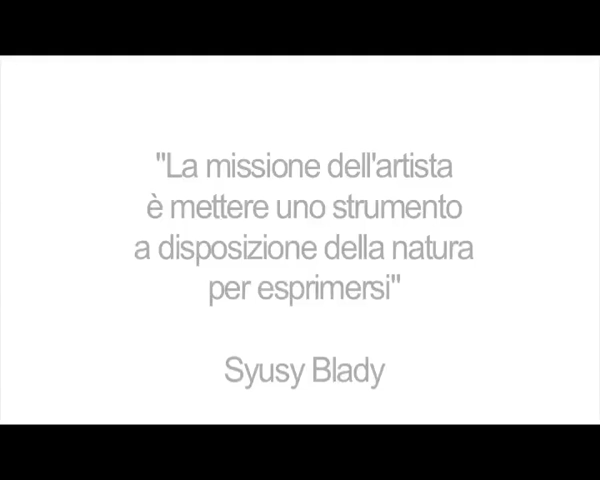 "La missione dell'artista
è mettere uno strumento
a disposizione della natura
per esprimersi"
Syusy Blady